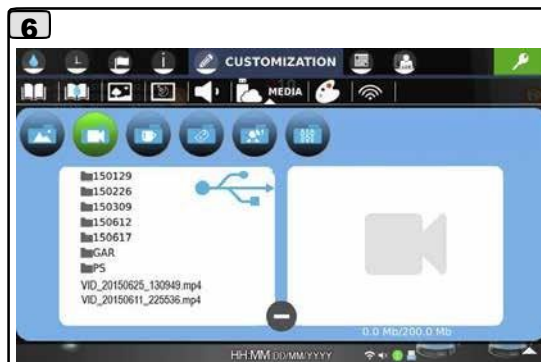 6
CUSTOMIZATION
MEDIA
150129
150226
150309
150612
150617
GAR
PS
VID_20150625_130949.mp4
VID_20150611_225536.mp4
0.0 Mb/200.0 Mb
HH:MM DD/MM/YYYY